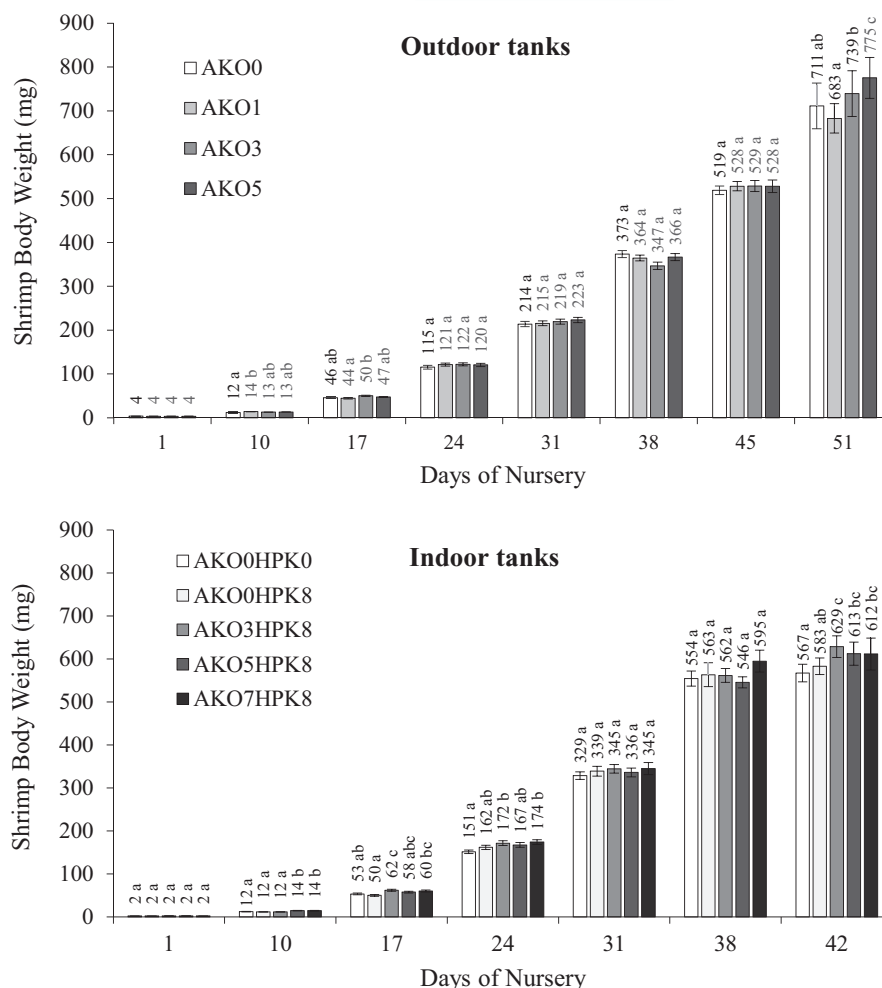 Outdoor tanks
Shrimp Body Weight (mg)
900
800
700
600
500
400
300
200
100
0
AKO0
AKO1
AKO3
AKO5
4
4
4
4
12 a
14 b
13 ab
13 ab
46 ab
44 a
50 b
47 ab
115 a
121 a
122 a
120 a
214 a
215 a
219 a
223 a
373 a
364 a
347 a
366 a
519 a
528 a
529 a
528 a
711 ab
683 a
739 b
775 c
1 10 17 24 31 38 45 51
Days of Nursery
Indoor tanks
Shrimp Body Weight (mg)
900
800
700
600
500
400
300
200
100
0
AKO0HPK0
AKO0HPK8
AKO3HPK8
AKO5HPK8
AKO7HPK8
2 a
2 a
2 a
2 a
2 a
12 a
12 a
12 a
14 b
14 b
53 ab
50 a
62 c
58 abc
60 bc
151 a
162 ab
172 b
167 ab
174 b
329 a
339 a
345 a
336 a
345 a
554 a
563 a
562 a
546 a
595 a
567 a
583 ab
629 c
613 bc
612 bc
1 10 17 24 31 38 42
Days of Nursery